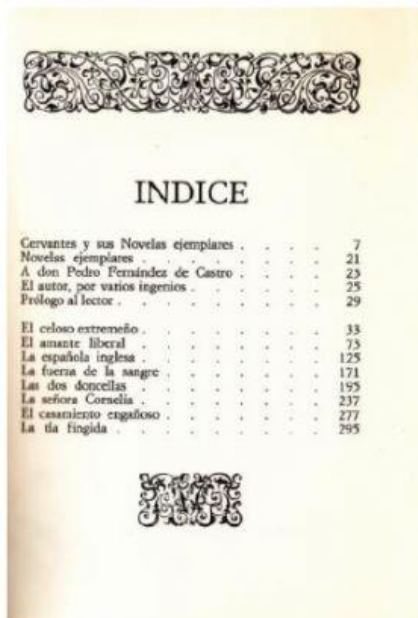 INDICE
Cervantes y sus Novelas ejemplares . . . . 7
Novelas ejemplares . . . . . . . 21
A don Pedro Fernández de Castro . . . . 23
El autor, por varios ingenios . . . . . 25
Prólogo al lector . . . . . . . . 29
El celoso extremeño . . . . . . . 33
El amante liberal . . . . . . . 73
La española inglesa . . . . . . . 125
La fuerza de la sangre . . . . . . 171
Las dos doncellas . . . . . . . 195
La señora Cornelia . . . . . . . 237
El casamiento engañoso . . . . . . 277
La tía fingida . . . . . . . . 295